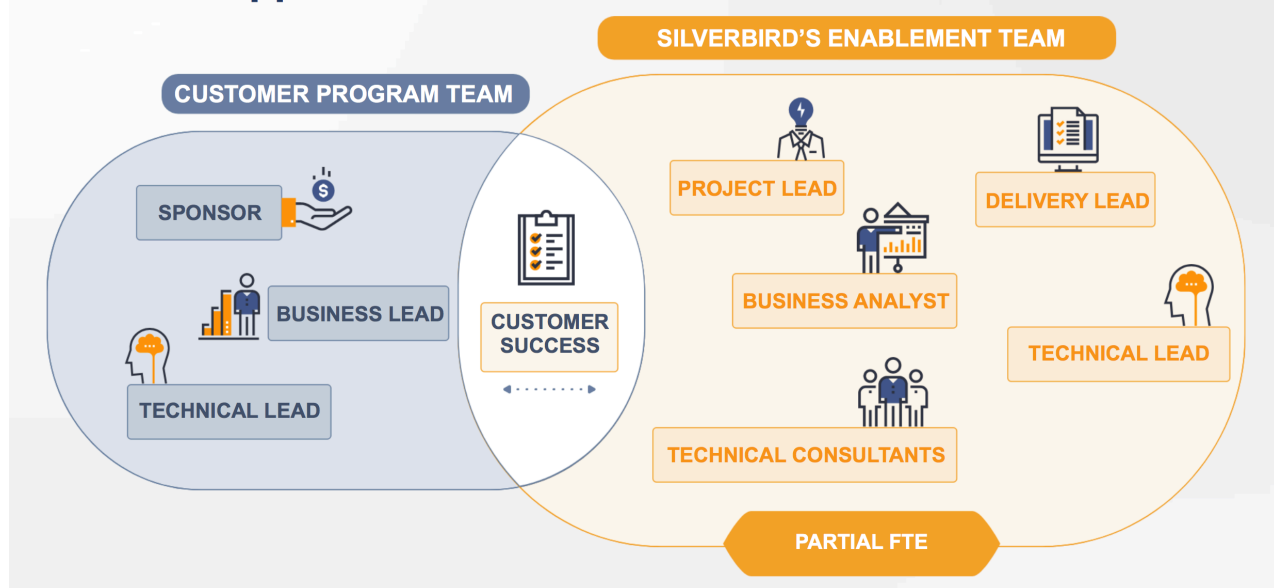 SILVERBIRD'S ENABLEMENT TEAM
CUSTOMER PROGRAM TEAM
SPONSOR
BUSINESS LEAD
TECHNICAL LEAD
CUSTOMER
SUCCESS
PROJECT LEAD
DELIVERY LEAD
BUSINESS ANALYST
TECHNICAL LEAD
TECHNICAL CONSULTANTS
PARTIAL FTE